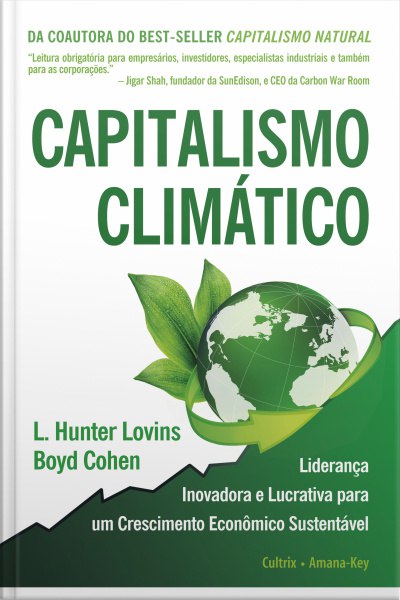 DA COAUTORA DO BEST-SELLER CAPITALISMO NATURAL
“Leitura obrigatória para empresários, investidores, especialistas industriais e também
para as corporações.”
– Jigar Shah, fundador da SunEdison, e CEO da Carbon War Room
CAPITALISMO
CLIMÁTICO
L. Hunter Lovins
Boyd Cohen
Liderança
Inovadora e Lucrativa para
um Crescimento Econômico Sustentável
Cultrix • Amana-Key